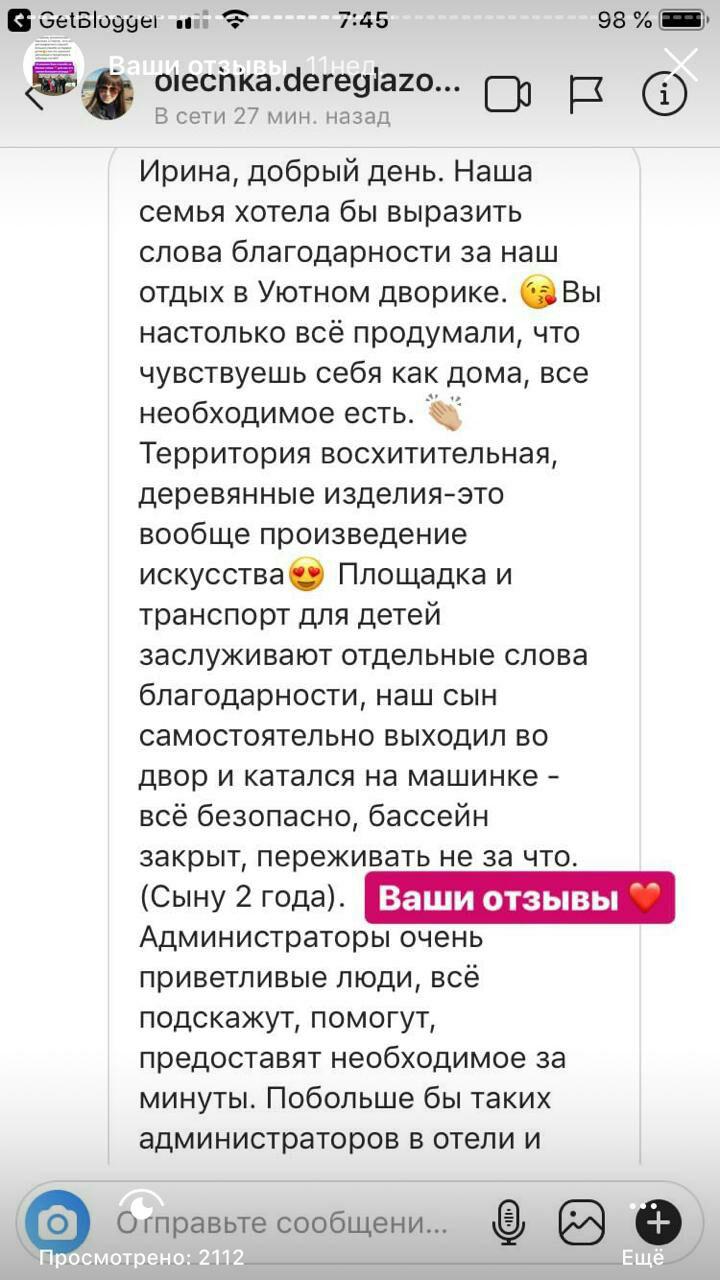 GetBlogger 7:45 98 %
Ваши отзывы 11нед.
olechka.dereglazo...
В сети 27 мин. назад
Ирина, добрый день. Наша
семья хотела бы выразить
слова благодарности за наш
отдых в Уютном дворике. 😘Вы
настолько всё продумали, что
чувствуешь себя как дома, все
необходимое есть. 👏🏼
Территория восхитительная,
деревянные изделия-это
вообще произведение
искусства😍 Площадка и
транспорт для детей
заслуживают отдельные слова
благодарности, наш сын
самостоятельно выходил во
двор и катался на машинке -
всё безопасно, бассейн
закрыт, переживать не за что.
(Сыну 2 года).
Ваши отзывы ❤️
Администраторы очень
приветливые люди, всё
подскажут, помогут,
предоставят необходимое за
минуты. Побольше бы таких
администраторов в отели и
Отправьте сообщени...
Просмотрено: 2112
Ещё